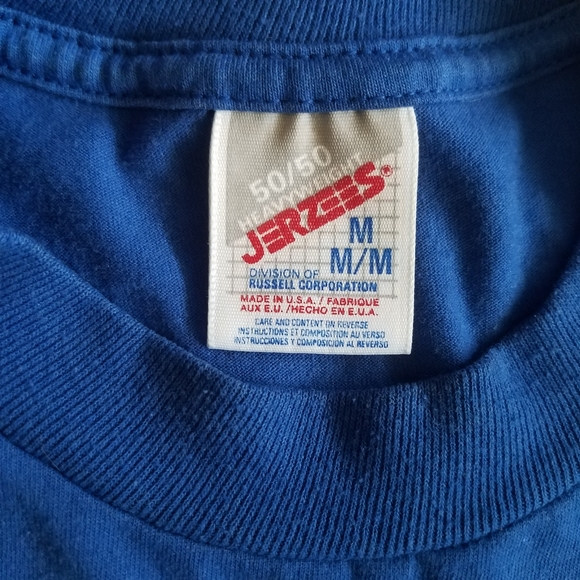 50/50
HEAVYWEIGHT
JERZEES®
M
M/M
DIVISION OF
RUSSELL CORPORATION
MADE IN U.S.A. / FABRIQUE
AUX E.U. /HECHO EN E.U.A.
CARE AND CONTENT ON REVERSE
INSTRUCTIONS ET COMPOSITION AU VERSO
INSTRUCCIONES Y COMPOSICION AL REVERSO